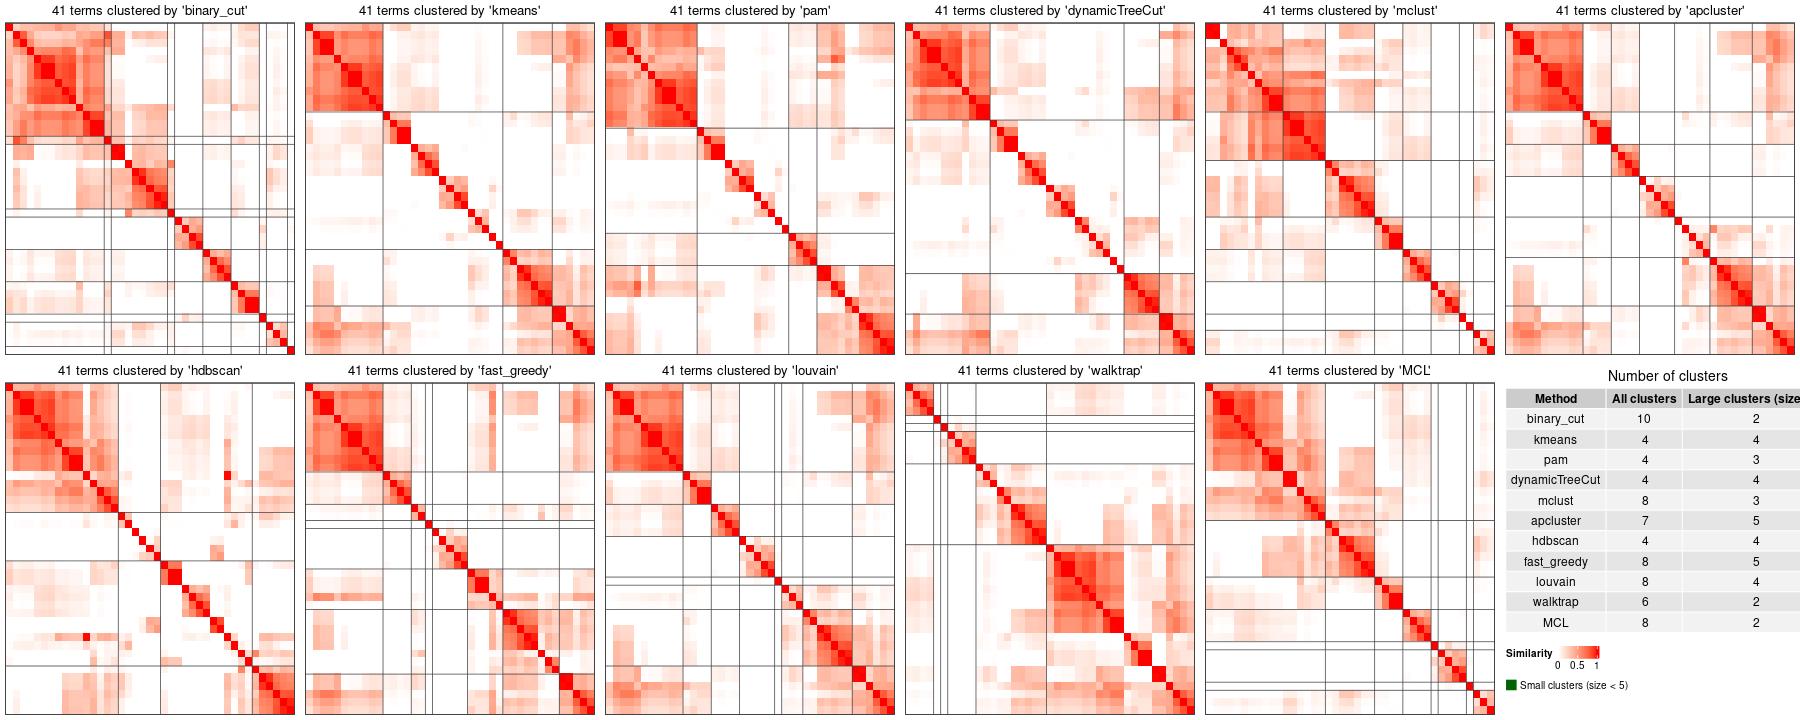 41 terms clustered by 'binary_cut'
41 terms clustered by 'kmeans'
41 terms clustered by 'pam'
41 terms clustered by 'dynamicTreeCut'
41 terms clustered by 'mclust'
41 terms clustered by 'apcluster'
41 terms clustered by 'hdbscan'
41 terms clustered by 'fast_greedy'
41 terms clustered by 'louvain'
41 terms clustered by 'walktrap'
41 terms clustered by 'MCL'
Number of clusters
Method All clusters Large clusters (size
binary_cut 10 2
kmeans 4 4
pam 4 3
dynamicTreeCut 4 4
mclust 8 3
apcluster 7 5
hdbscan 4 4
fast_greedy 8 5
louvain 8 4
walktrap 6 2
MCL 8 2
Similarity
0 0.5 1
Small clusters (size < 5)